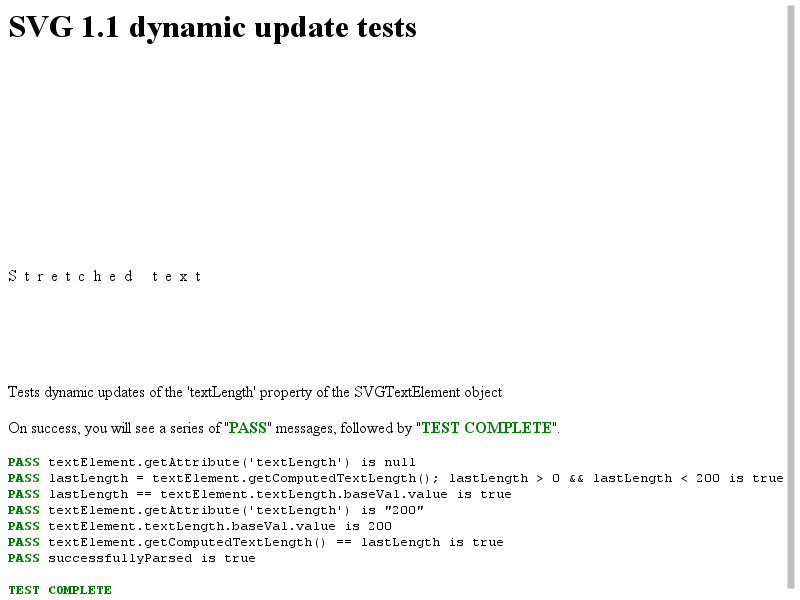 SVG 1.1 dynamic update tests
Stretched text
Tests dynamic updates of the 'textLength' property of the SVGTextElement object
On success, you will see a series of "PASS" messages, followed by "TEST COMPLETE".
PASS textElement.getAttribute('textLength') is null
PASS lastLength = textElement.getComputedTextLength(); lastLength > 0 && lastLength < 200 is true
PASS lastLength == textElement.textLength.baseVal.value is true
PASS textElement.getAttribute('textLength') is "200"
PASS textElement.textLength.baseVal.value is 200
PASS textElement.getComputedTextLength() == lastLength is true
PASS successfullyParsed is true
TEST COMPLETE